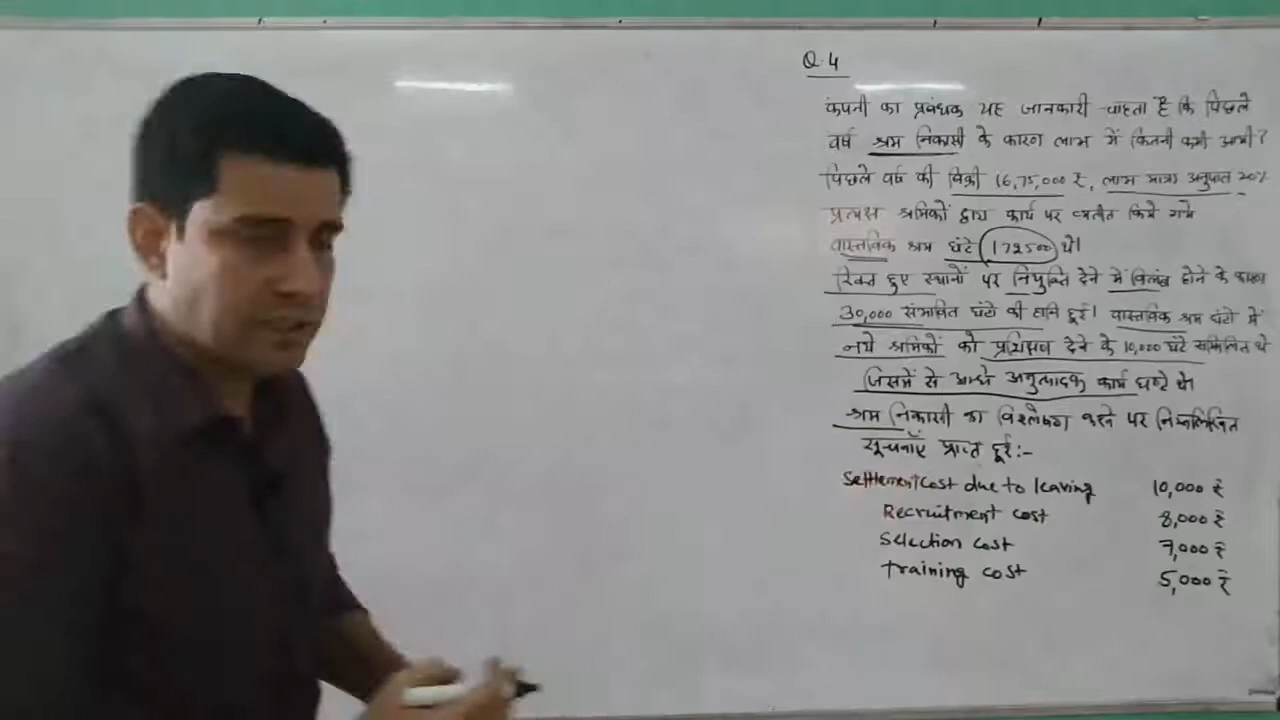 Q.4
कंपनी का प्रबंधक यह जानकारी चाहता है कि पिछले
वर्ष श्रम निकासी के कारण लाभ में कितनी कमी आयी?
पिछले वर्ष की बिक्री 16,75,000 ₹, लाभ मात्रा अनुपात 20%
प्रत्यक्ष श्रमिकों द्वारा कार्य पर व्यतीत किये गये
वास्तविक श्रम घंटे 172500 थे।
रिक्त हुए स्थानों पर नियुक्ति देने में विलंब होने के कारण
30,000 संभावित घंटो की हानि हुई। वास्तविक श्रम घंटो में
नये श्रमिकों को प्रशिक्षण देने के 10,000 घंटे सम्मिलित थे
जिसमें से आधे अनुत्पादक कार्य घण्टे थे।
श्रम निकासी का विश्लेषण करने पर निम्नलिखित
सूचनाएँ प्राप्त हुई:-
Settlement cost due to leaving 10,000 ₹
Recruitment cost 8,000 ₹
Selection cost 7,000 ₹
training cost 5,000 ₹